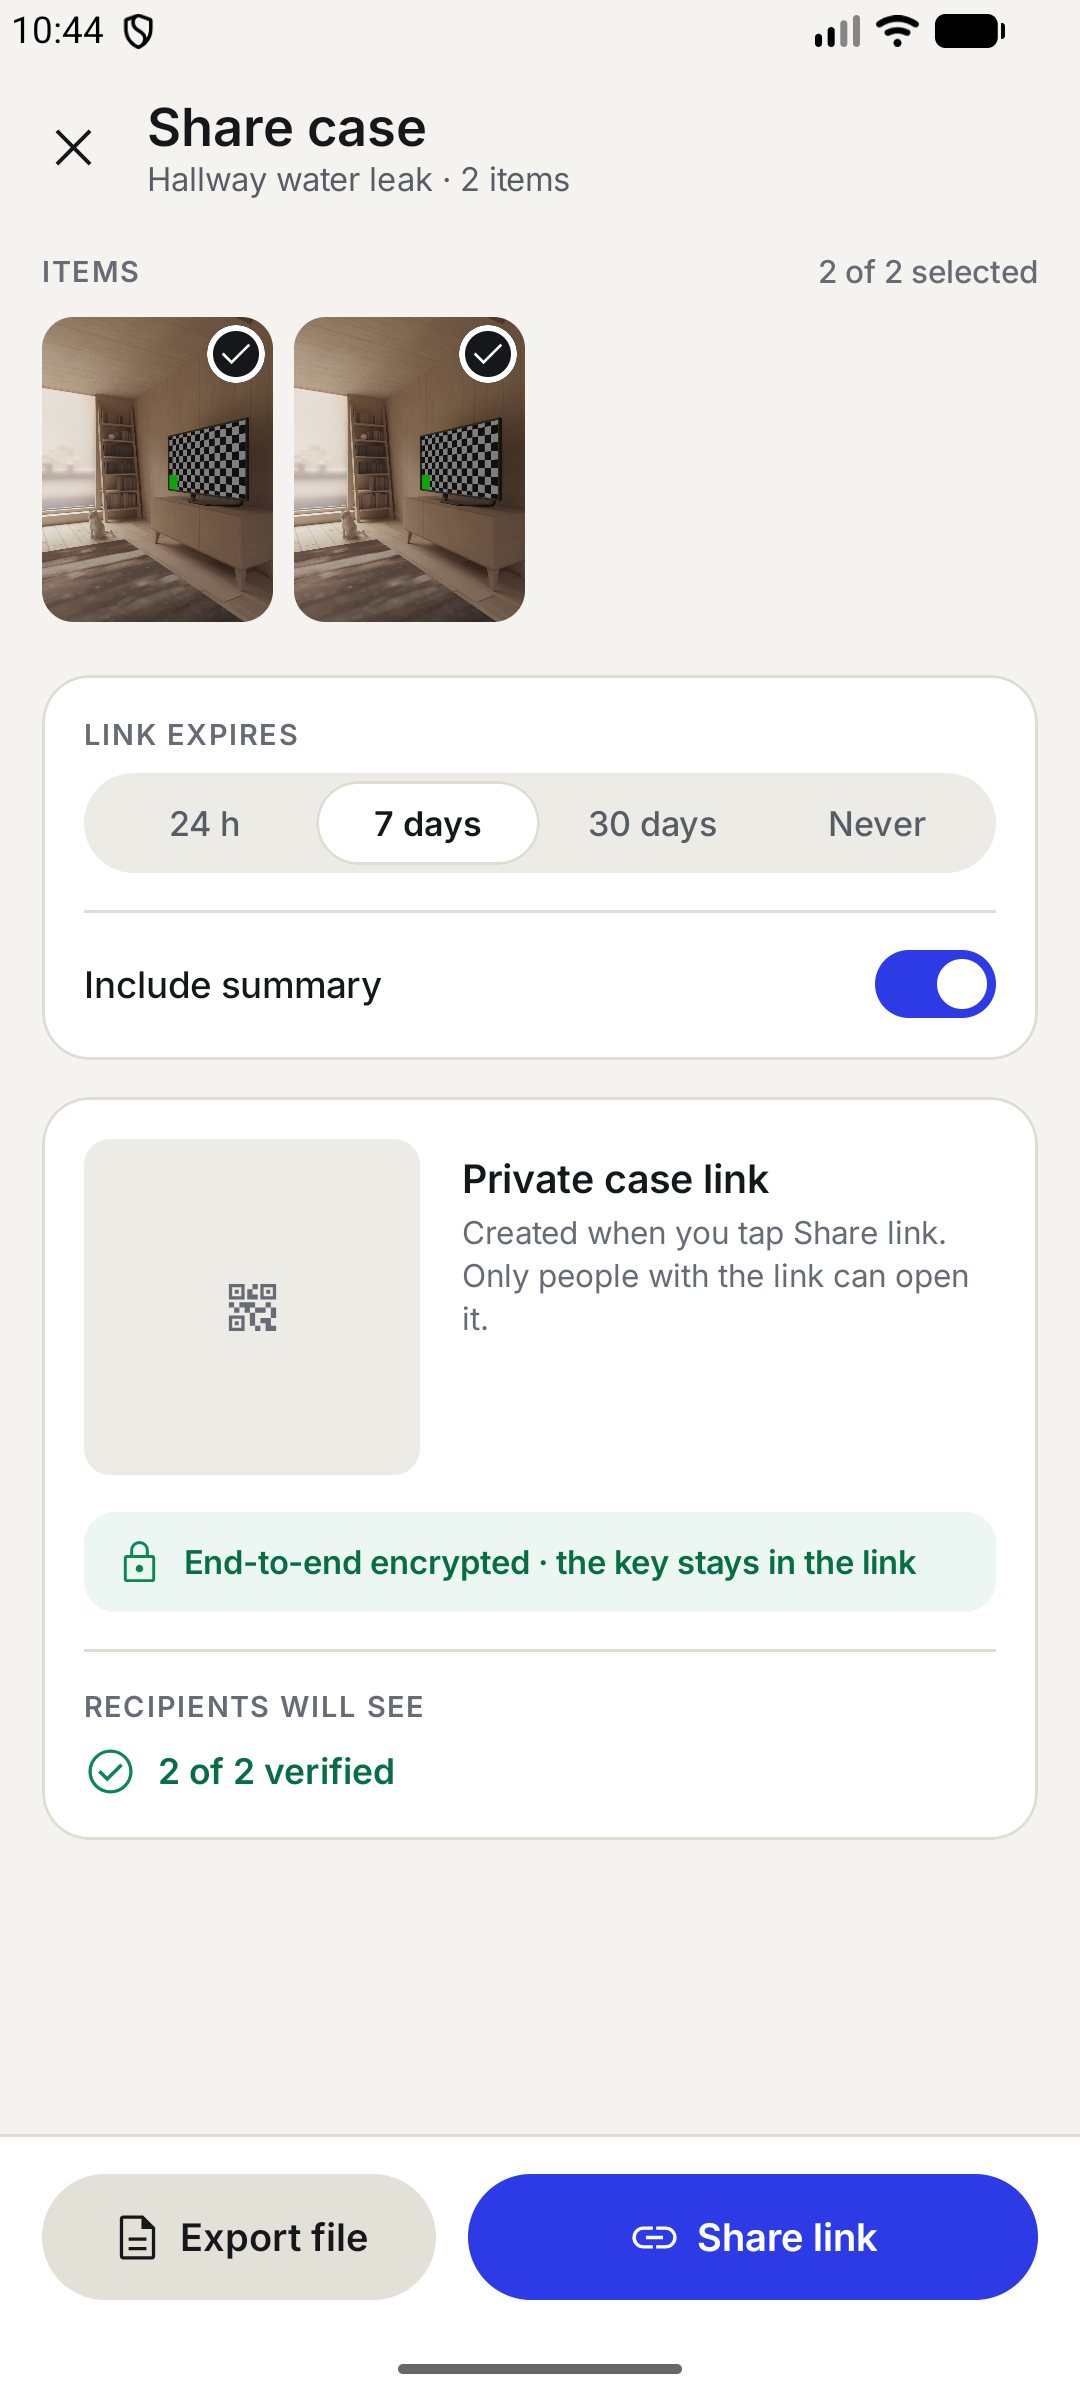 10:44
Share case
Hallway water leak · 2 items
ITEMS
2 of 2 selected
LINK EXPIRES
24 h
7 days
30 days
Never
Include summary
Private case link
Created when you tap Share link.
Only people with the link can open
it.
End-to-end encrypted · the key stays in the link
RECIPIENTS WILL SEE
2 of 2 verified
Export file
Share link